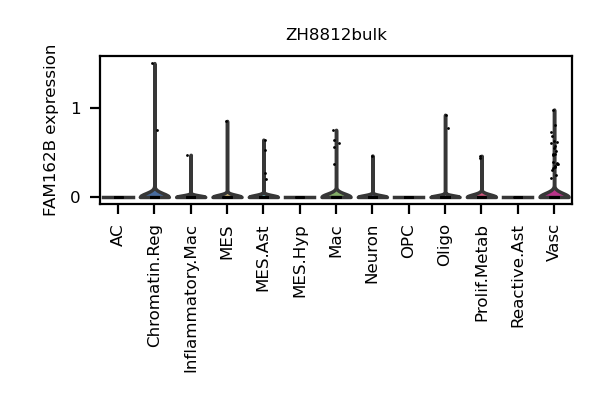 ZH8812bulk
FAM162B expression
1
0
AC
Chromatin.Reg
Inflammatory.Mac
MES
MES.Ast
MES.Hyp
Mac
Neuron
OPC
Oligo
Prolif.Metab
Reactive.Ast
Vasc